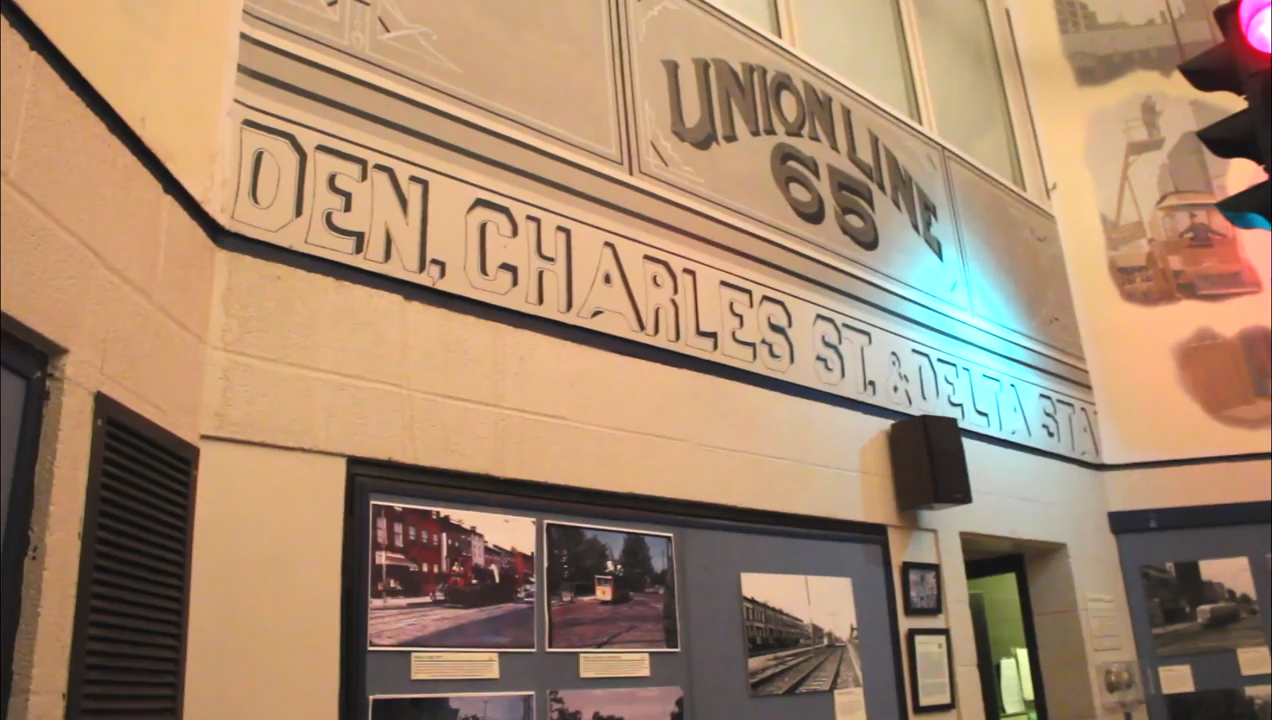 UNION LINE
65
DEN, CHARLES ST. & DELTA STA